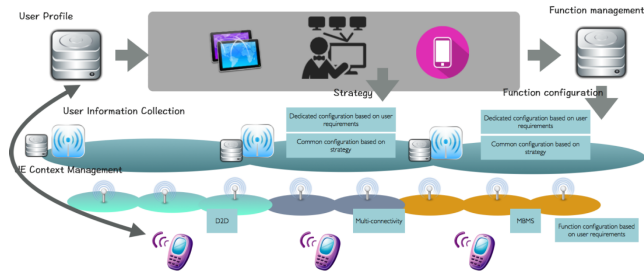 User Profile
Function management
Strategy
Function configuration
User Information Collection
Dedicated configuration based on user
requirements
Common configuration based on
strategy
Dedicated configuration based on user
requirements
Common configuration based on
strategy
IE Context Management
D2D
Multi-connectivity
MBMS
Function configuration based
on user requirements